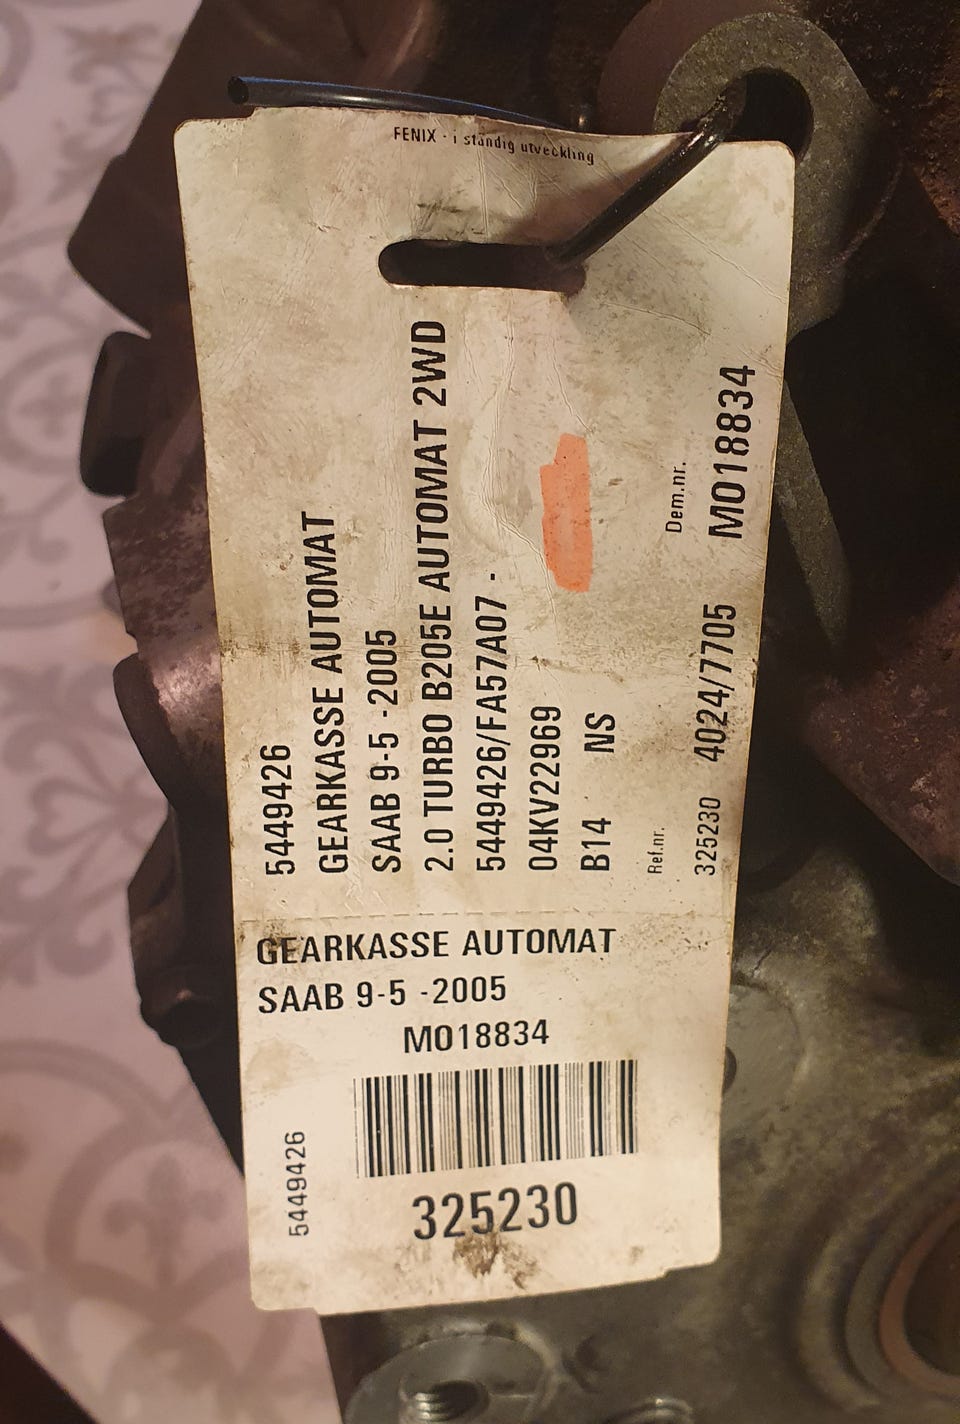 FENIX · i ständig utveckling
5449426
GEARKASSE AUTOMAT
SAAB 9-5 -2005
2.0 TURBO B205E AUTOMAT 2WD
5449426/FA57A07 -
04KV22969
B14 NS
Ref.nr. Dem.nr.
325230 4024/7705 M018834
GEARKASSE AUTOMAT
SAAB 9-5 -2005
M018834
5449426
325230